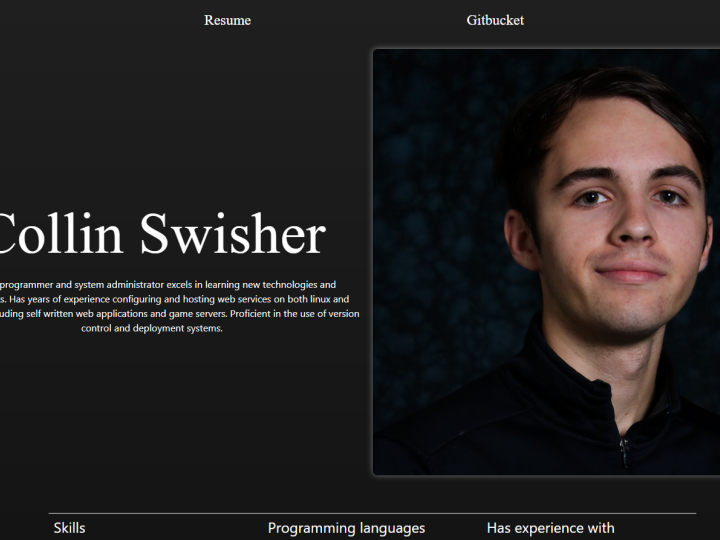 Resume
Gitbucket
Collin Swisher
programmer and system administrator excels in learning new technologies and
s. Has years of experience configuring and hosting web services on both linux and
uding self written web applications and game servers. Proficient in the use of version
control and deployment systems.
Skills
Programming languages
Has experience with